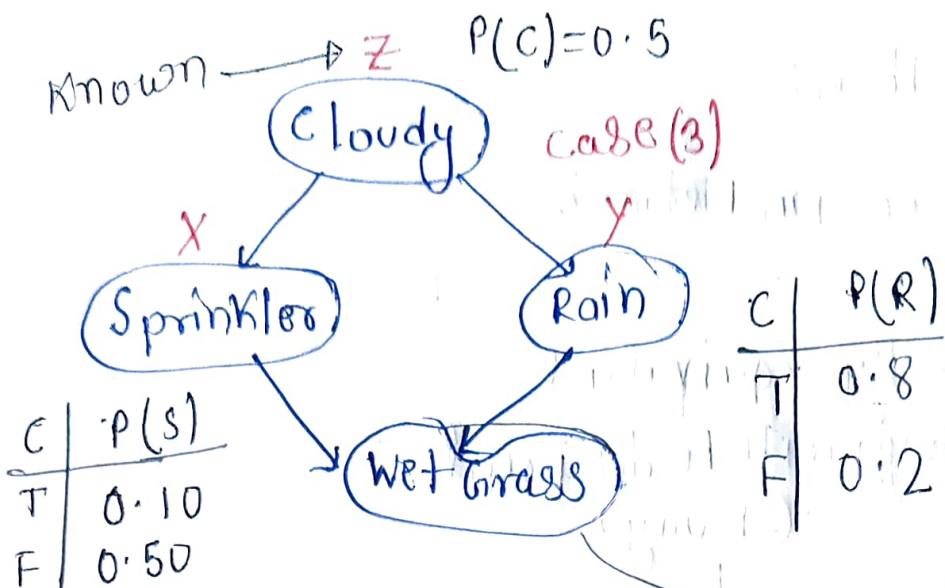 Known → Z P(C)=0.5
Cloudy
case(3)
X
Y
Sprinkler
Rain
C | P(R)
T | 0.8
F | 0.2
C | P(S)
T | 0.10
F | 0.50
Wet Grass